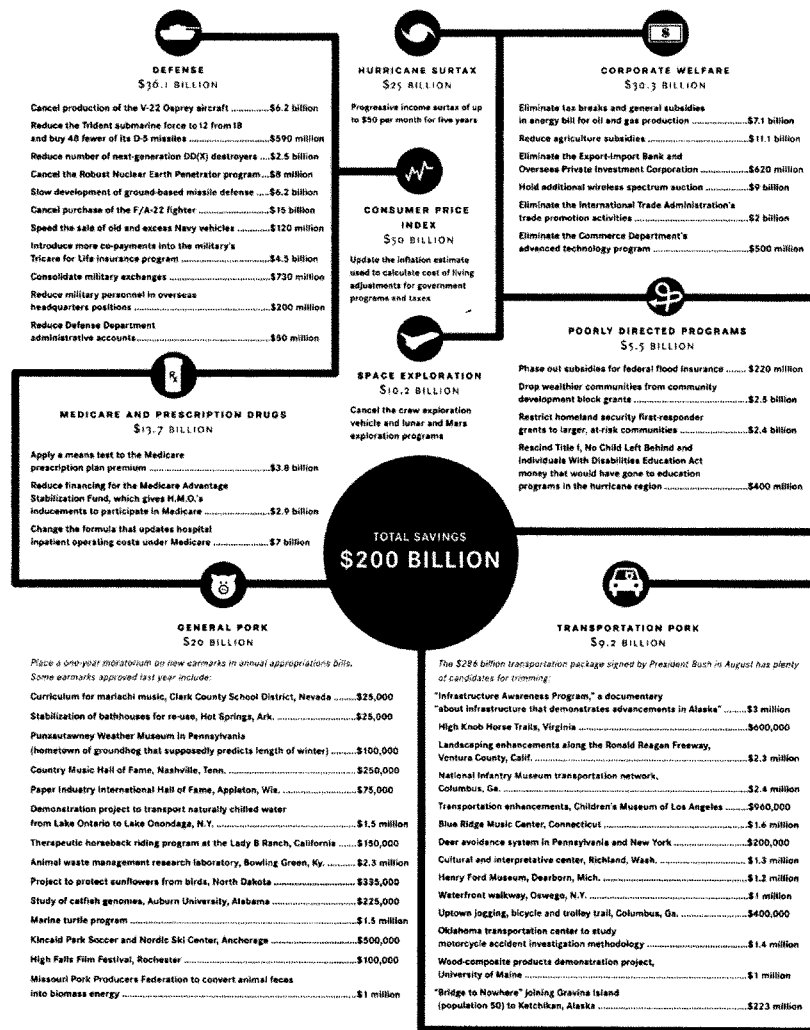 DEFENSE
$36.1 BILLION
Cancel production of the V-22 Osprey aircraft ............$6.2 billion
Reduce the Trident submarine force to 12 from 18
and buy 48 fewer of its D-5 missiles ............$590 million
Reduce number of next-generation DD(X) destroyers ....$2.5 billion
Cancel the Robust Nuclear Earth Penetrator program ...$8 million
Slow development of ground-based missile defense ....$6.2 billion
Cancel purchase of the F/A-22 fighter ............$15 billion
Speed the sale of old and excess Navy vehicles ............$120 million
Introduce more co-payments into the military's
Tricare for Life insurance program ............$4.5 billion
Consolidate military exchanges ............$730 million
Reduce military personnel in overseas
headquarters positions ............$200 million
Reduce Defense Department
administrative accounts ............$50 million
HURRICANE SURTAX
$25 BILLION
Progressive income surtax of up
to $50 per month for five years
CONSUMER PRICE
INDEX
$50 BILLION
Update the inflation estimate
used to calculate cost of living
adjustments for government
programs and taxes
SPACE EXPLORATION
$10.2 BILLION
Cancel the crew exploration
vehicle and lunar and Mars
exploration programs
$
CORPORATE WELFARE
$30.3 BILLION
Eliminate tax breaks and general subsidies
in energy bill for oil and gas production ............$7.1 billion
Reduce agriculture subsidies ............$11.1 billion
Eliminate the Export-Import Bank and
Overseas Private Investment Corporation ............$620 million
Hold additional wireless spectrum auction ............$9 billion
Eliminate the International Trade Administration's
trade promotion activities ............$2 billion
Eliminate the Commerce Department's
advanced technology program ............$500 million
POORLY DIRECTED PROGRAMS
$5.5 BILLION
Phase out subsidies for federal flood insurance ....... $220 million
Drop wealthier communities from community
development block grants ............$2.5 billion
Restrict homeland security first-responder
grants to larger, at-risk communities ............$2.4 billion
Rescind Title I, No Child Left Behind and
Individuals With Disabilities Education Act
money that would have gone to education
programs in the hurricane region ............$400 million
Rx
MEDICARE AND PRESCRIPTION DRUGS
$13.7 BILLION
Apply a means test to the Medicare
prescription plan premium ............$3.8 billion
Reduce financing for the Medicare Advantage
Stabilization Fund, which gives H.M.O.'s
inducements to participate in Medicare ............$2.9 billion
Change the formula that updates hospital
inpatient operating costs under Medicare ............$7 billion
TOTAL SAVINGS
$200 BILLION
GENERAL PORK
$20 BILLION
Place a one-year moratorium on new earmarks in annual appropriations bills.
Some earmarks approved last year include:
Curriculum for mariachi music, Clark County School District, Nevada .......$25,000
Stabilization of bathhouses for re-use, Hot Springs, Ark. ............$25,000
Punxsutawney Weather Museum in Pennsylvania
(hometown of groundhog that supposedly predicts length of winter) ........$100,000
Country Music Hall of Fame, Nashville, Tenn. ............$250,000
Paper Industry International Hall of Fame, Appleton, Wis. ............$75,000
Demonstration project to transport naturally chilled water
from Lake Ontario to Lake Onondaga, N.Y. ............$1.5 million
Therapeutic horseback riding program at the Lady B Ranch, California ...$150,000
Animal waste management research laboratory, Bowling Green, Ky. ......$2.3 million
Project to protect sunflowers from birds, North Dakota ............$335,000
Study of catfish genomes, Auburn University, Alabama ............$225,000
Marine turtle program ............$1.5 million
Kincaid Park Soccer and Nordic Ski Center, Anchorage ............$500,000
High Falls Film Festival, Rochester ............$100,000
Missouri Pork Producers Federation to convert animal feces
into biomass energy ............$1 million
TRANSPORTATION PORK
$9.2 BILLION
The $286 billion transportation package signed by President Bush in August has plenty
of candidates for trimming:
"Infrastructure Awareness Program," a documentary
"about infrastructure that demonstrates advancements in Alaska" .......$3 million
High Knob Horse Trails, Virginia ............$600,000
Landscaping enhancements along the Ronald Reagan Freeway,
Ventura County, Calif. ............$2.3 million
National Infantry Museum transportation network,
Columbus, Ga. ............$2.4 million
Transportation enhancements, Children's Museum of Los Angeles ......$960,000
Blue Ridge Music Center, Connecticut ............$1.6 million
Deer avoidance system in Pennsylvania and New York ............$200,000
Cultural and interpretative center, Richland, Wash. ............$1.3 million
Henry Ford Museum, Dearborn, Mich. ............$1.2 million
Waterfront walkway, Oswego, N.Y. ............$1 million
Uptown jogging, bicycle and trolley trail, Columbus, Ga. ............$400,000
Oklahoma transportation center to study
motorcycle accident investigation methodology ............$1.4 million
Wood-composite products demonstration project,
University of Maine ............$1 million
"Bridge to Nowhere" joining Gravina Island
(population 50) to Ketchikan, Alaska ............$223 million